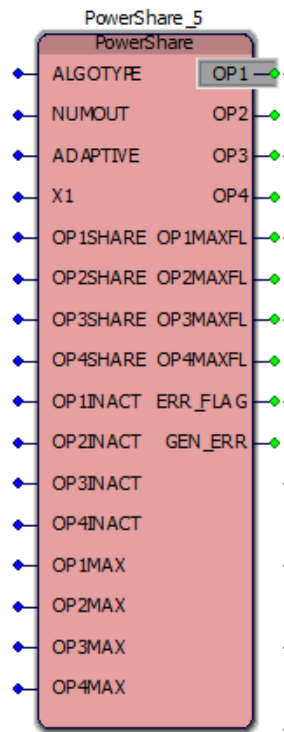 PowerShare_5
PowerShare
ALGOTYPE OP1
NUMOUT OP2
ADAPTIVE OP3
X1 OP4
OP1SHARE OP1MAXFL
OP2SHARE OP2MAXFL
OP3SHARE OP3MAXFL
OP4SHARE OP4MAXFL
OP1INACT ERR_FLAG
OP2INACT GEN_ERR
OP3INACT
OP4INACT
OP1MAX
OP2MAX
OP3MAX
OP4MAX